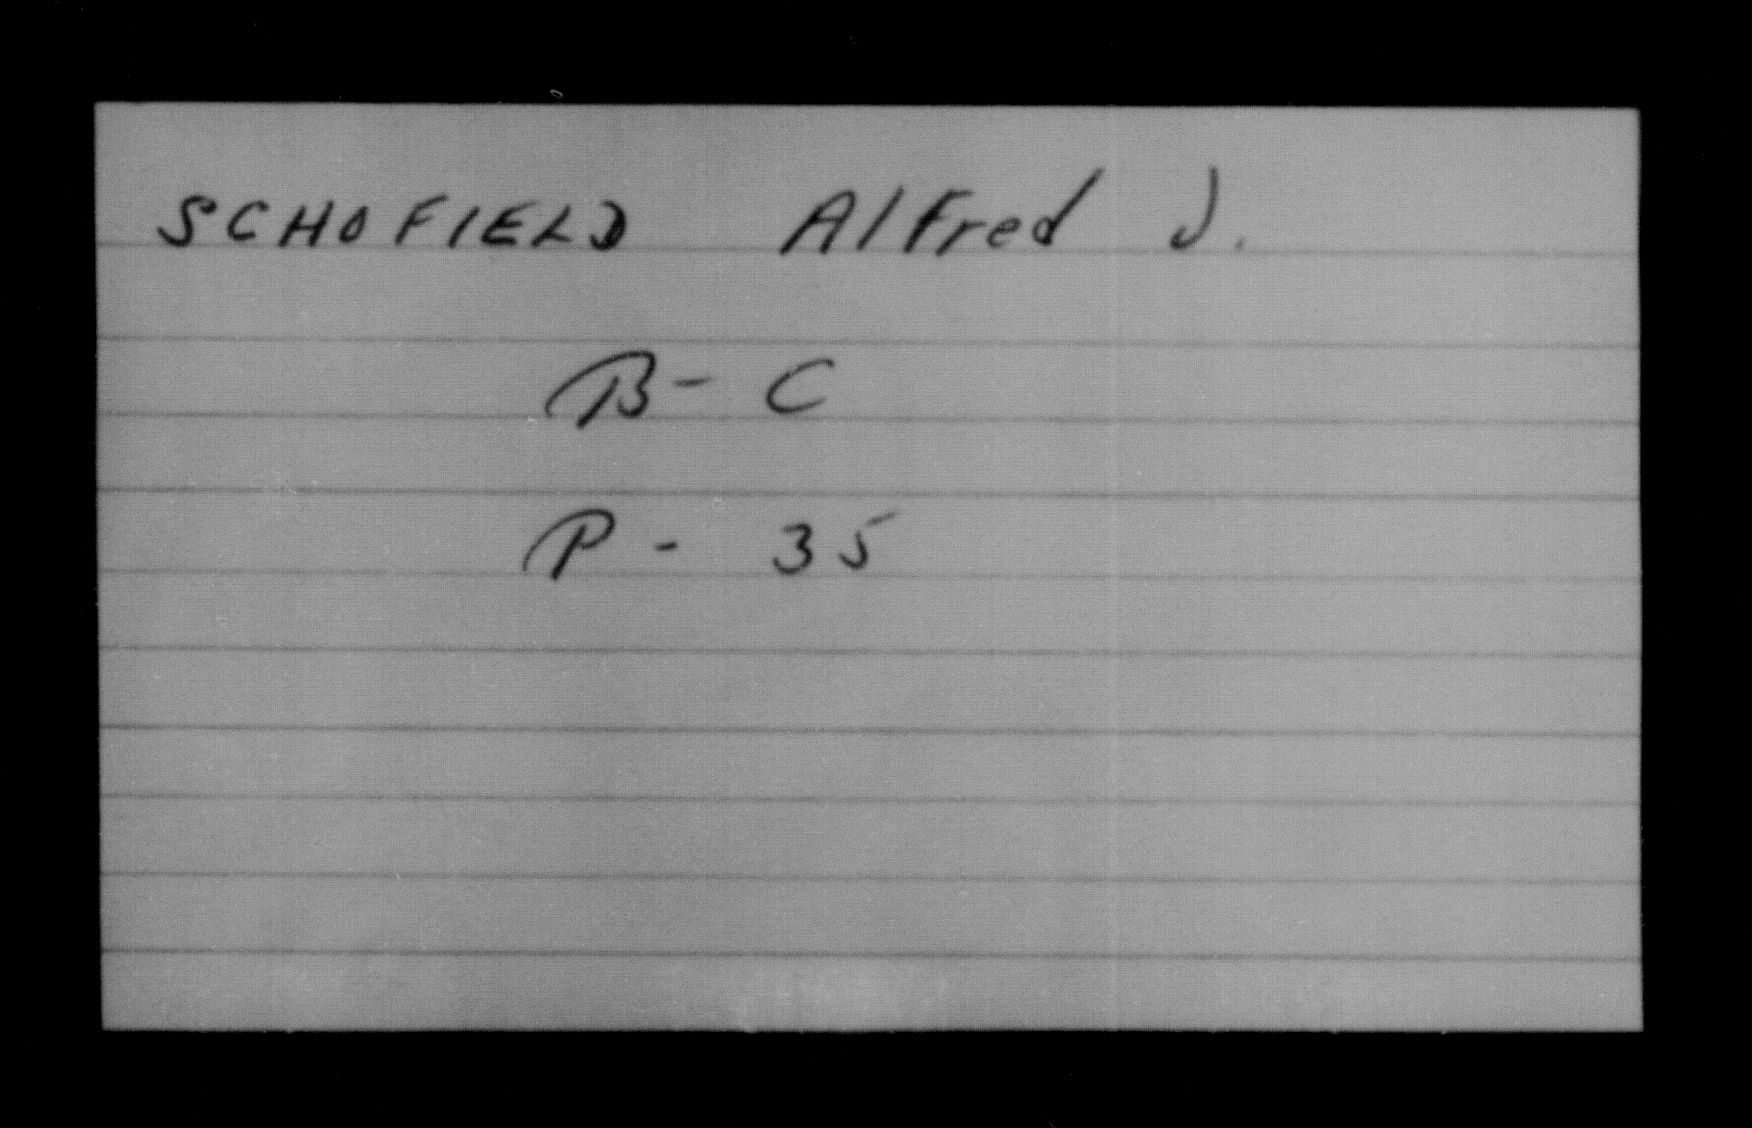 SCHOFIELD Alfred J.
B - C
P - 35